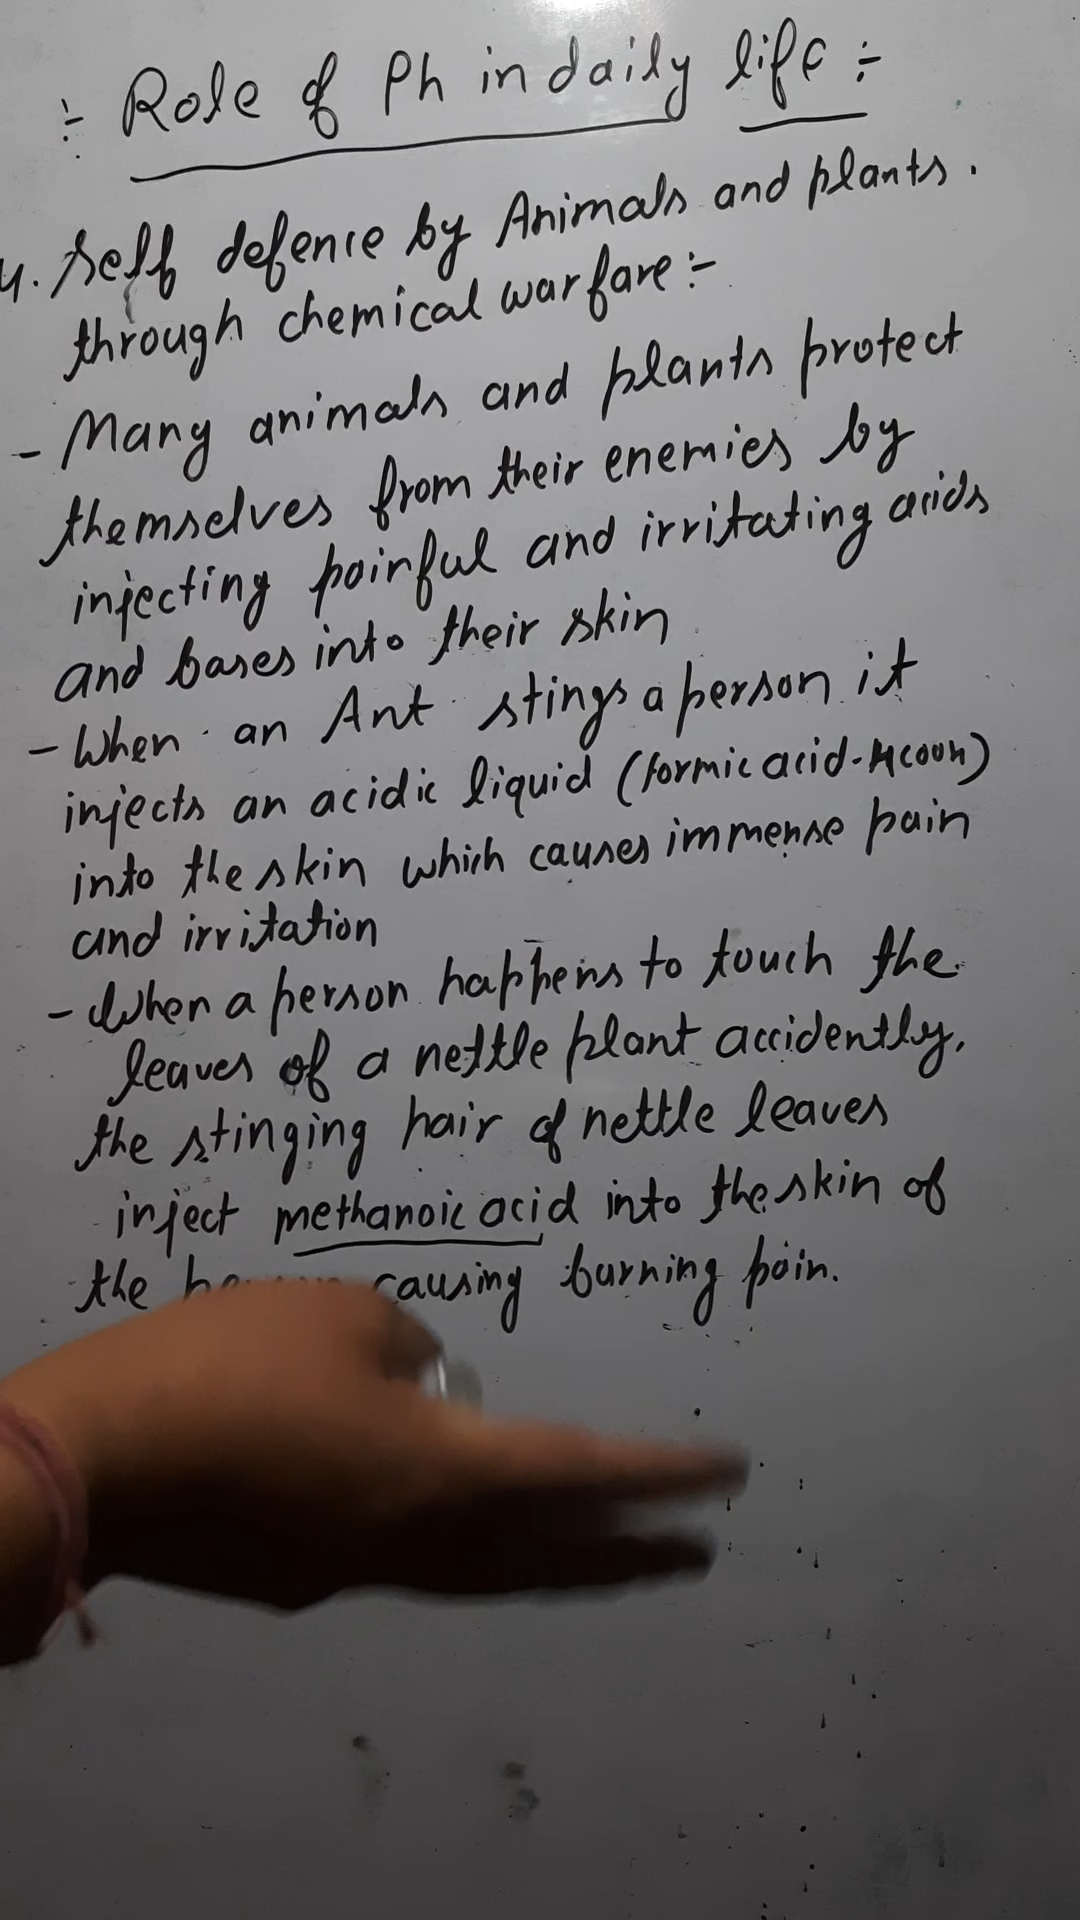 ÷ Role of Ph in daily life ÷
4. Self defence by Animals and plants.
through chemical warfare :-
- Many animals and plants protect
themselves from their enemies by
injecting painful and irritating acids
and bases into their skin
- When an Ant stings a person it
injects an acidic liquid (formic acid-HCOOH)
into the skin which causes immense pain
and irritation
- When a person happens to touch the
leaves of a nettle plant accidently,
the stinging hair of nettle leaves
inject methanoic acid into the skin of
the causing burning pain.